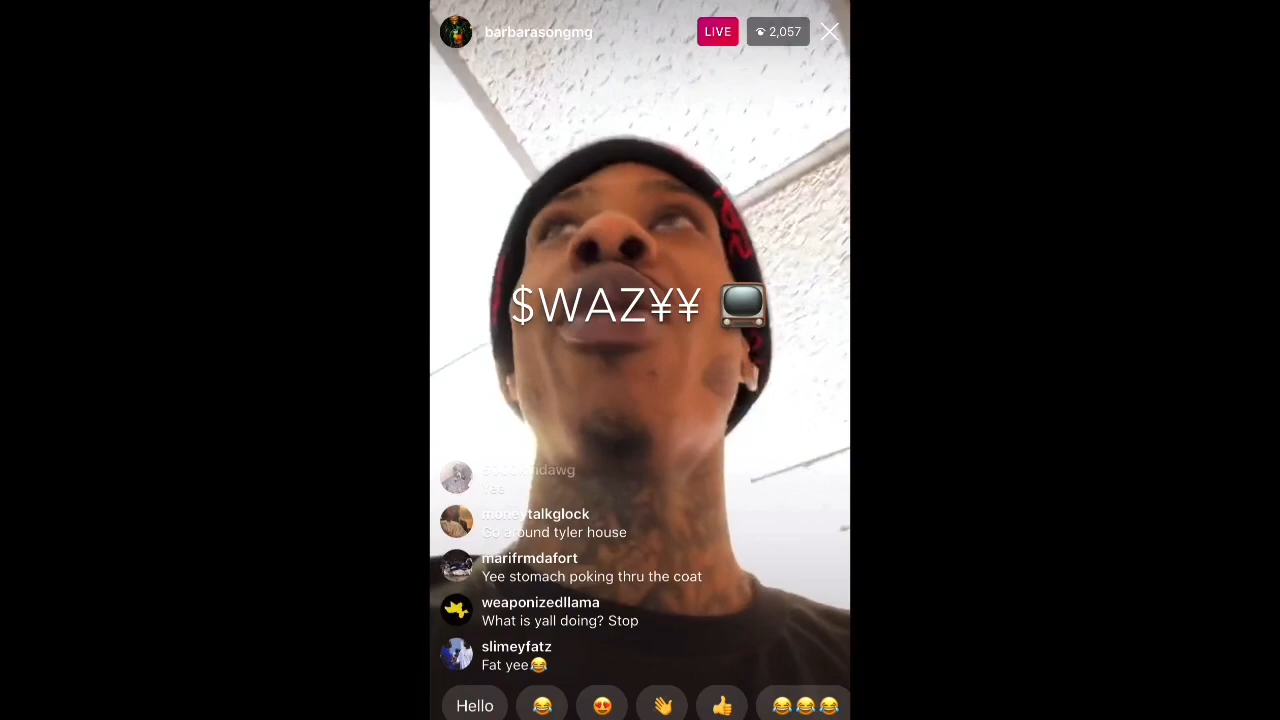 barbarasongmg
LIVE
2,057
$WAZ¥¥ 📺
Yee
moneytalkglock
Go around tyler house
marifrmdafort
Yee stomach poking thru the coat
weaponizedllama
What is yall doing? Stop
slimeyfatz
Fat yee😂
Hello 😂 😍 👋 👍 😂😂😂